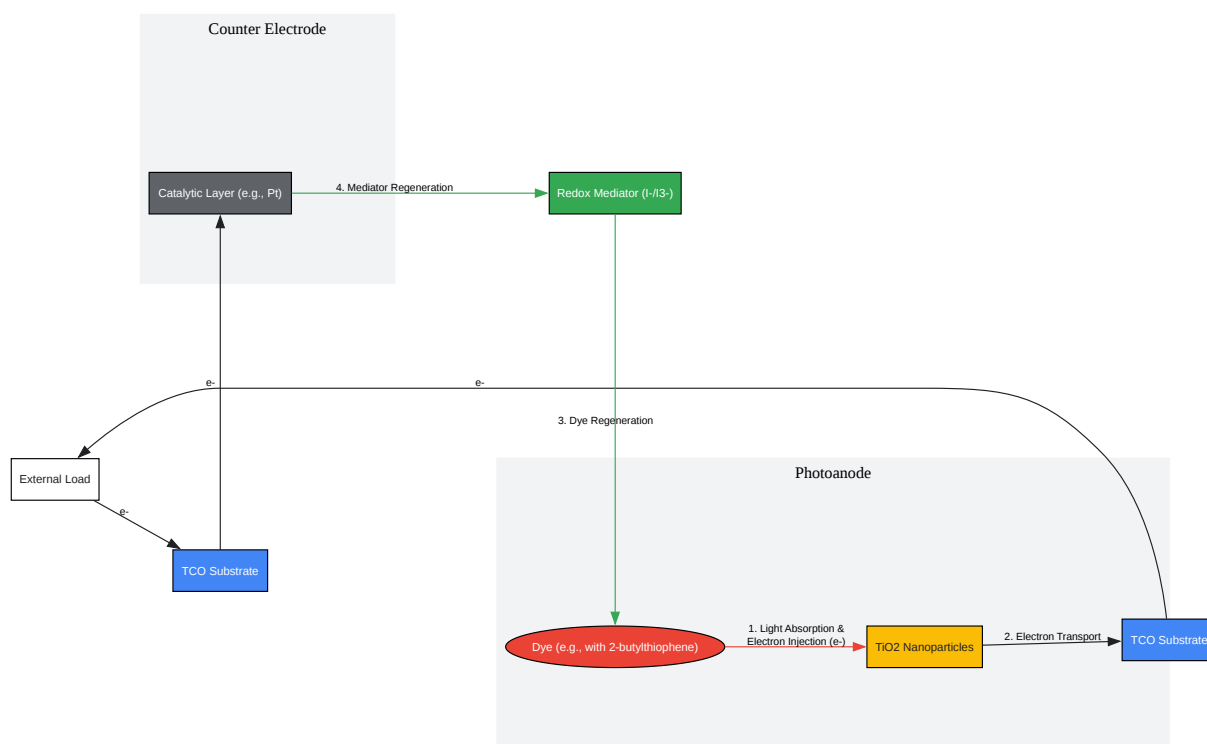 Counter Electrode
Catalytic Layer (e.g., Pt)
4. Mediator Regeneration
Redox Mediator (I-/I3-)
e-
e-
3. Dye Regeneration
External Load
e-
TCO Substrate
Photoanode
Dye (e.g., with 2-butylthiophene)
1. Light Absorption &
Electron Injection (e-)
TiO2 Nanoparticles
2. Electron Transport
TCO Substrate